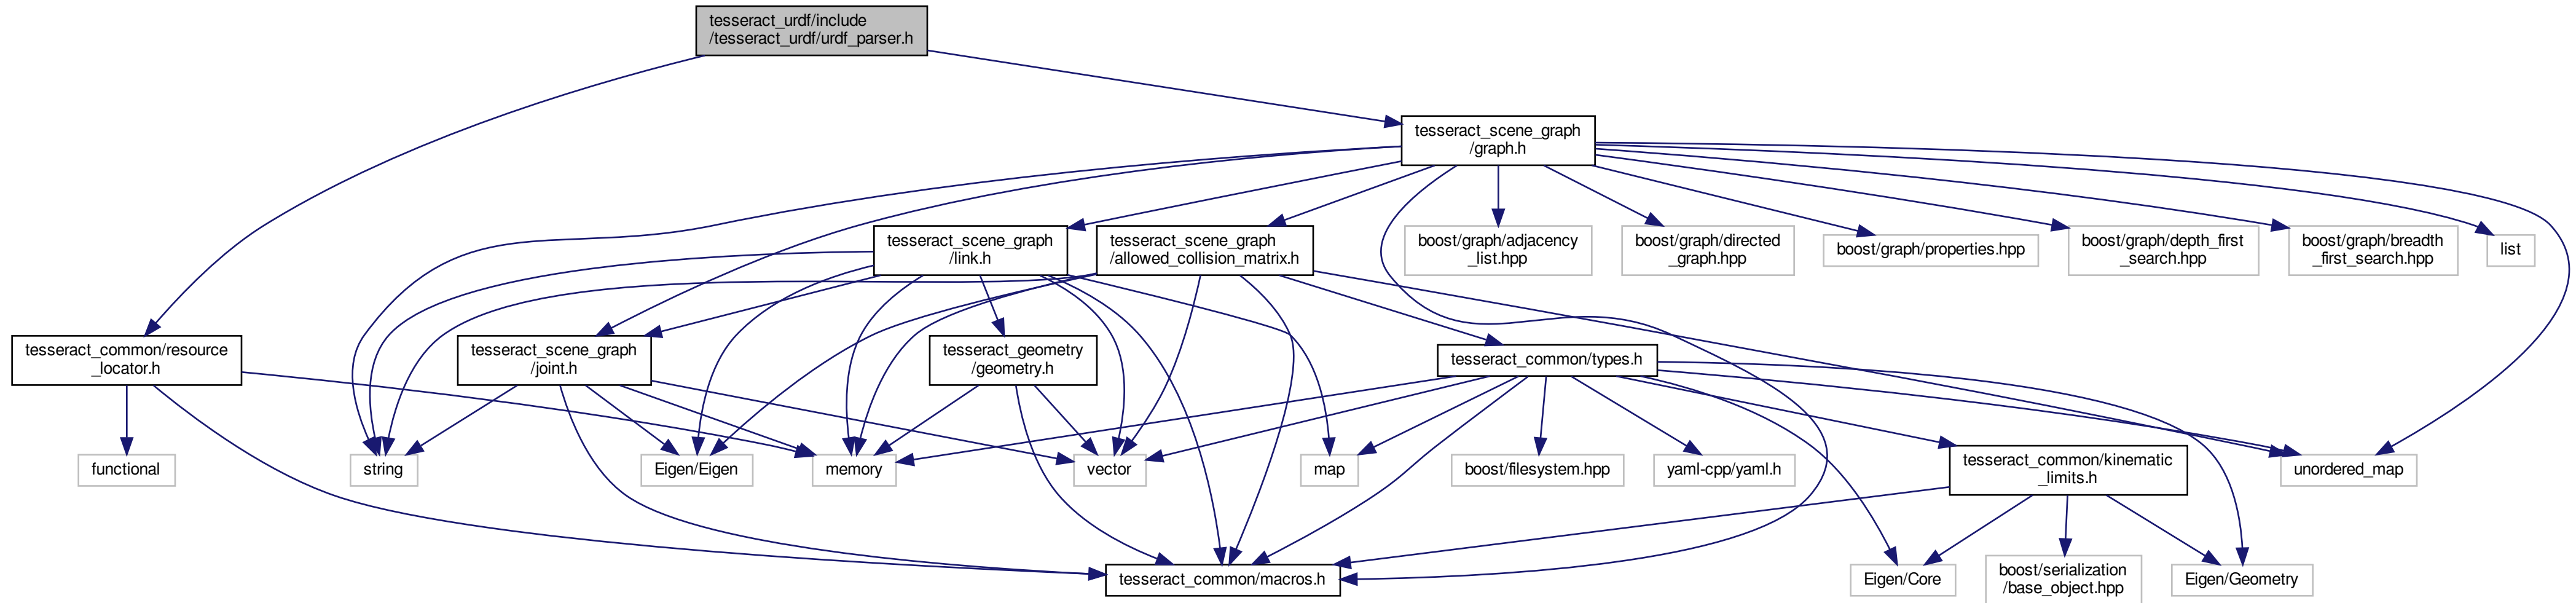 tesseract_urdf/include
/tesseract_urdf/urdf_parser.h
tesseract_scene_graph
/graph.h
tesseract_scene_graph
/link.h
tesseract_scene_graph
/allowed_collision_matrix.h
boost/graph/adjacency
_list.hpp
boost/graph/directed
_graph.hpp
boost/graph/properties.hpp
boost/graph/depth_first
_search.hpp
boost/graph/breadth
_first_search.hpp
list
tesseract_common/resource
_locator.h
tesseract_scene_graph
/joint.h
tesseract_geometry
/geometry.h
tesseract_common/types.h
functional
string
Eigen/Eigen
memory
vector
map
boost/filesystem.hpp
yaml-cpp/yaml.h
tesseract_common/kinematic
_limits.h
unordered_map
tesseract_common/macros.h
Eigen/Core
boost/serialization
/base_object.hpp
Eigen/Geometry